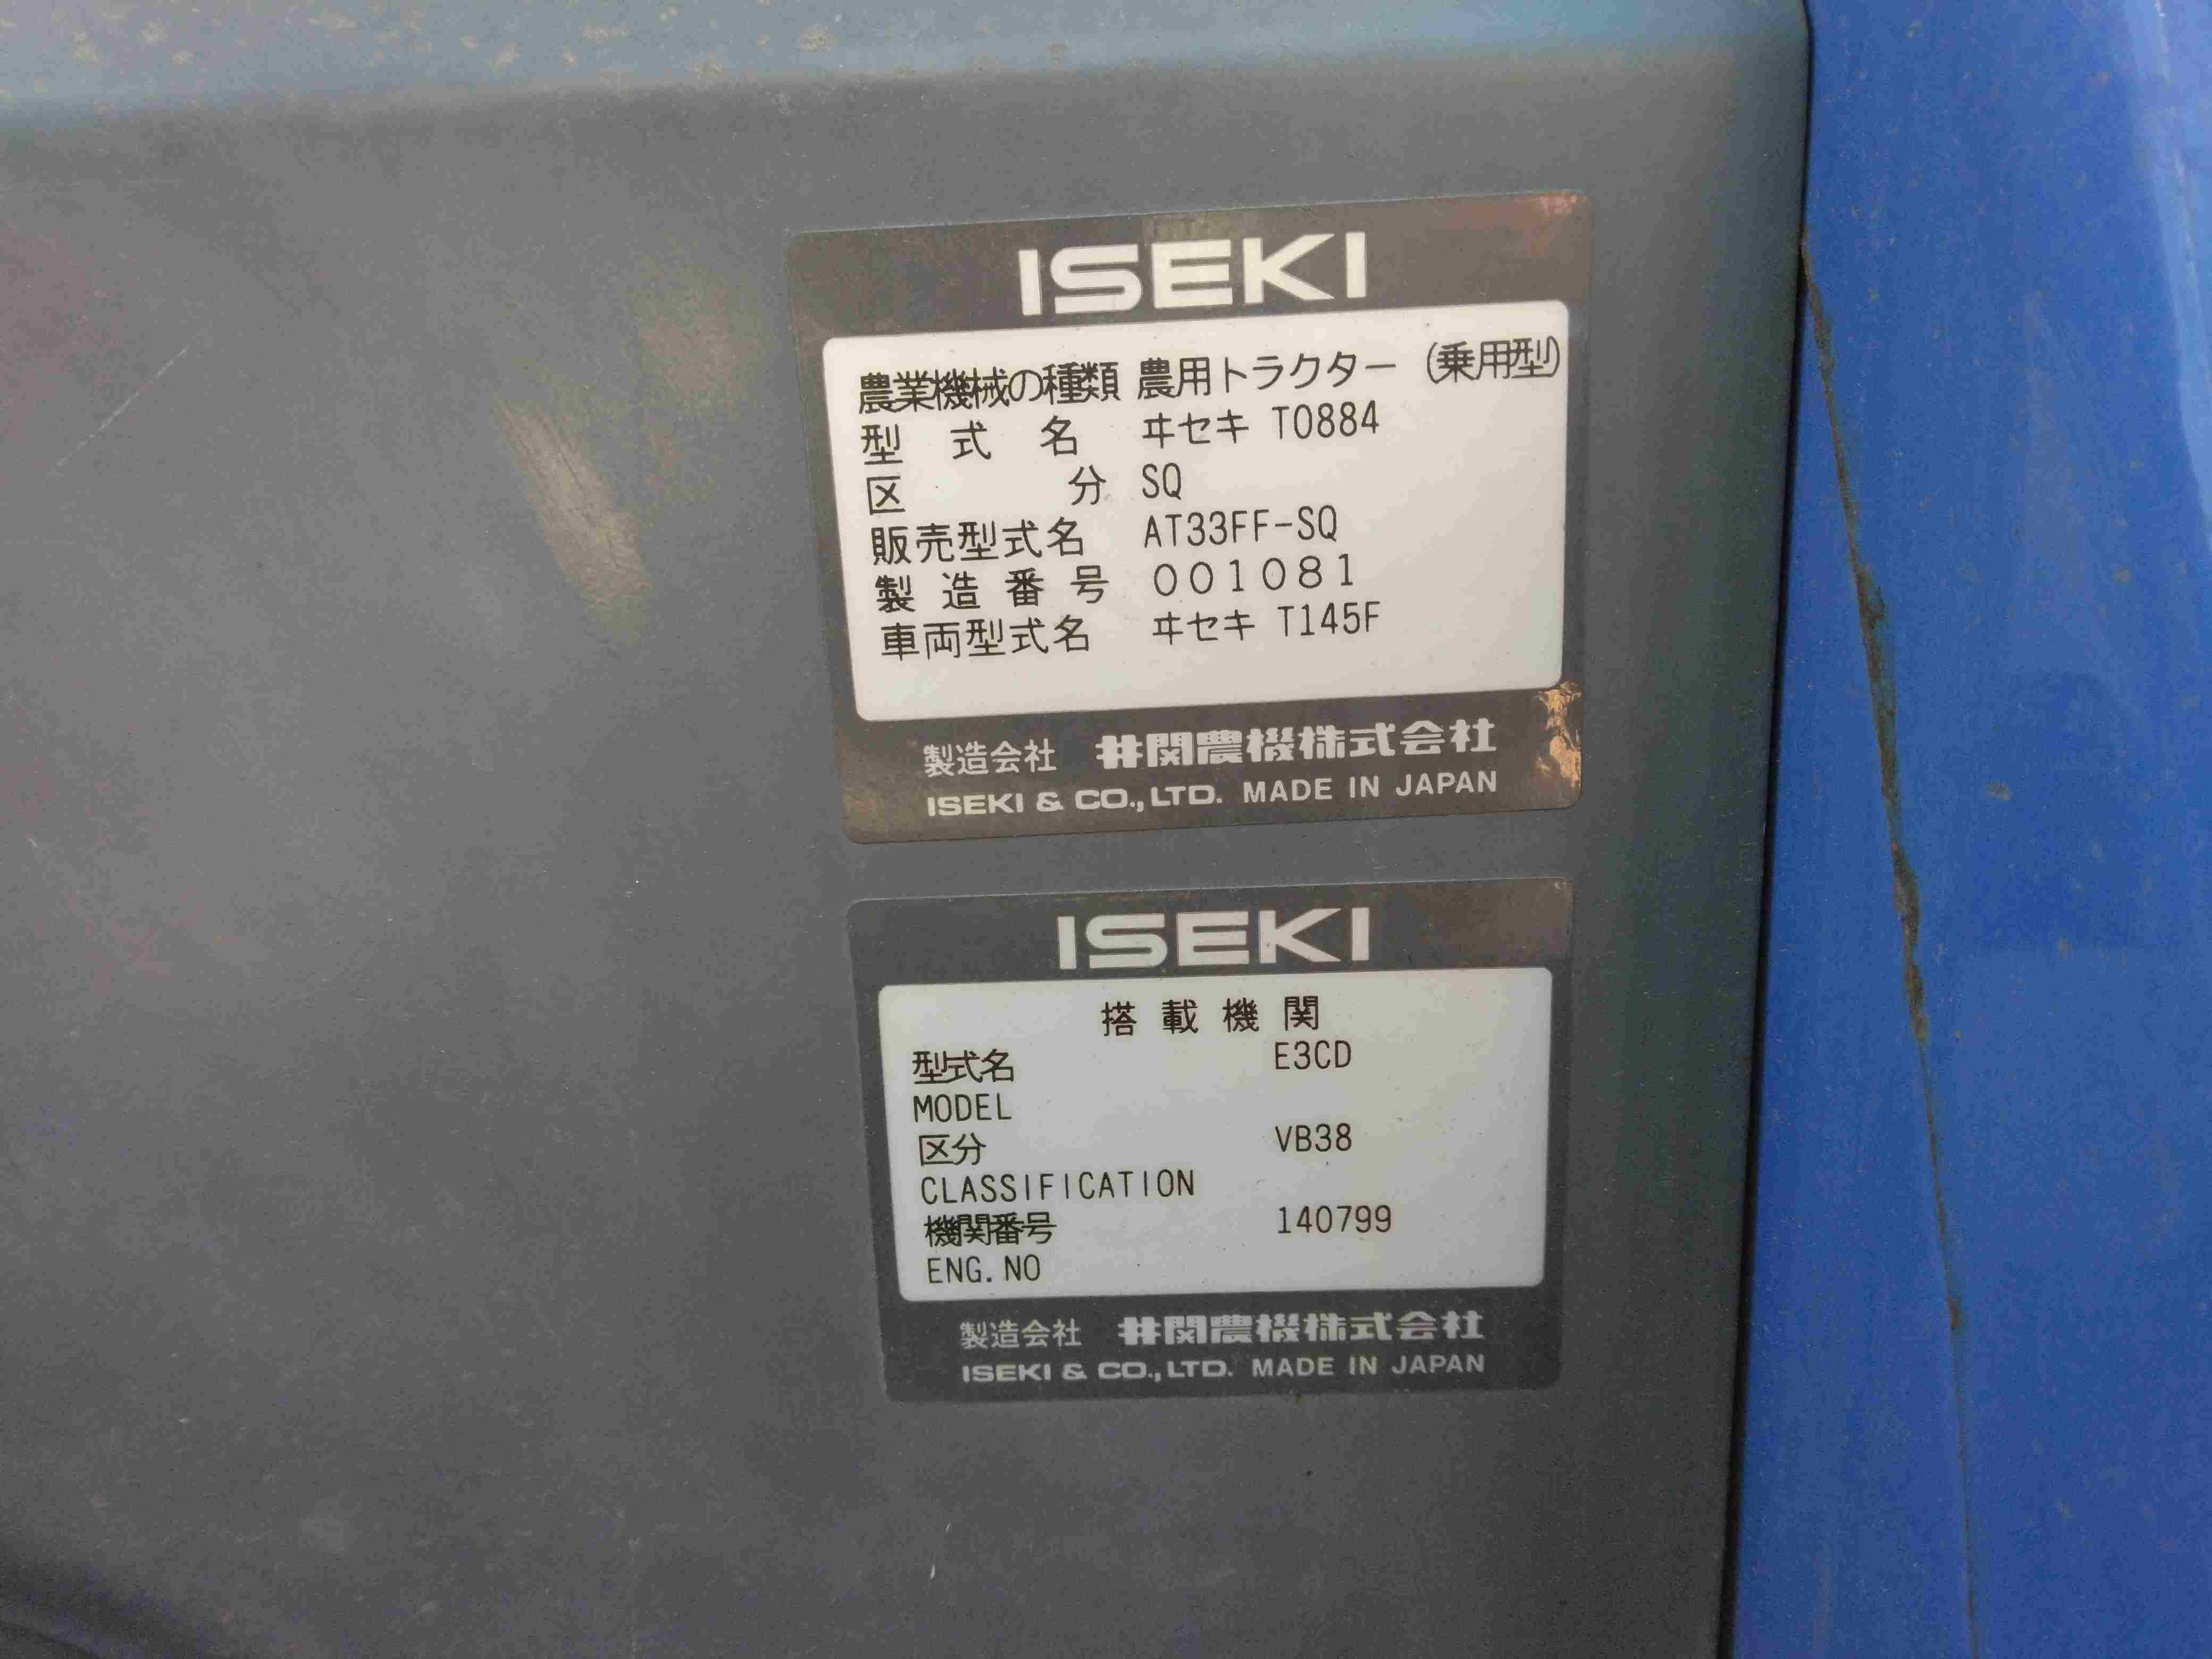 ISEKI
農業機械の種類 農用トラクター (乗用型)
型式名 ヰセキ T0884
区分 SQ
販売型式名 AT33FF-SQ
製造番号 001081
車両型式名 ヰセキ T145F
製造会社 井関農機株式会社
ISEKI & CO., LTD. MADE IN JAPAN
ISEKI
搭載機関
型式名 E3CD
MODEL
区分 VB38
CLASSIFICATION
機関番号 140799
ENG. NO
製造会社 井関農機株式会社
ISEKI & CO., LTD. MADE IN JAPAN